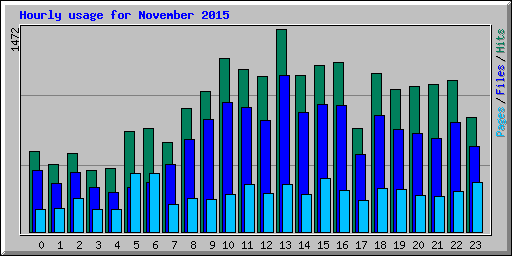 Hourly usage for November 2015
1472
Pages/Files/Hits
0 1 2 3 4 5 6 7 8 9 10 11 12 13 14 15 16 17 18 19 20 21 22 23